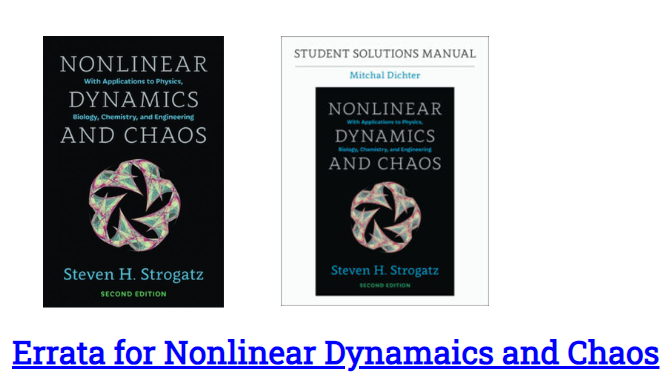 NONLINEAR
With Applications to Physics,
DYNAMICS
Biology, Chemistry, and Engineering
AND CHAOS
Steven H. Strogatz
SECOND EDITION
STUDENT SOLUTIONS MANUAL
Mitchal Dichter
NONLINEAR
With Applications to Physics,
DYNAMICS
Biology, Chemistry, and Engineering
AND CHAOS
Steven H. Strogatz
SECOND EDITION
Errata for Nonlinear Dynamaics and Chaos